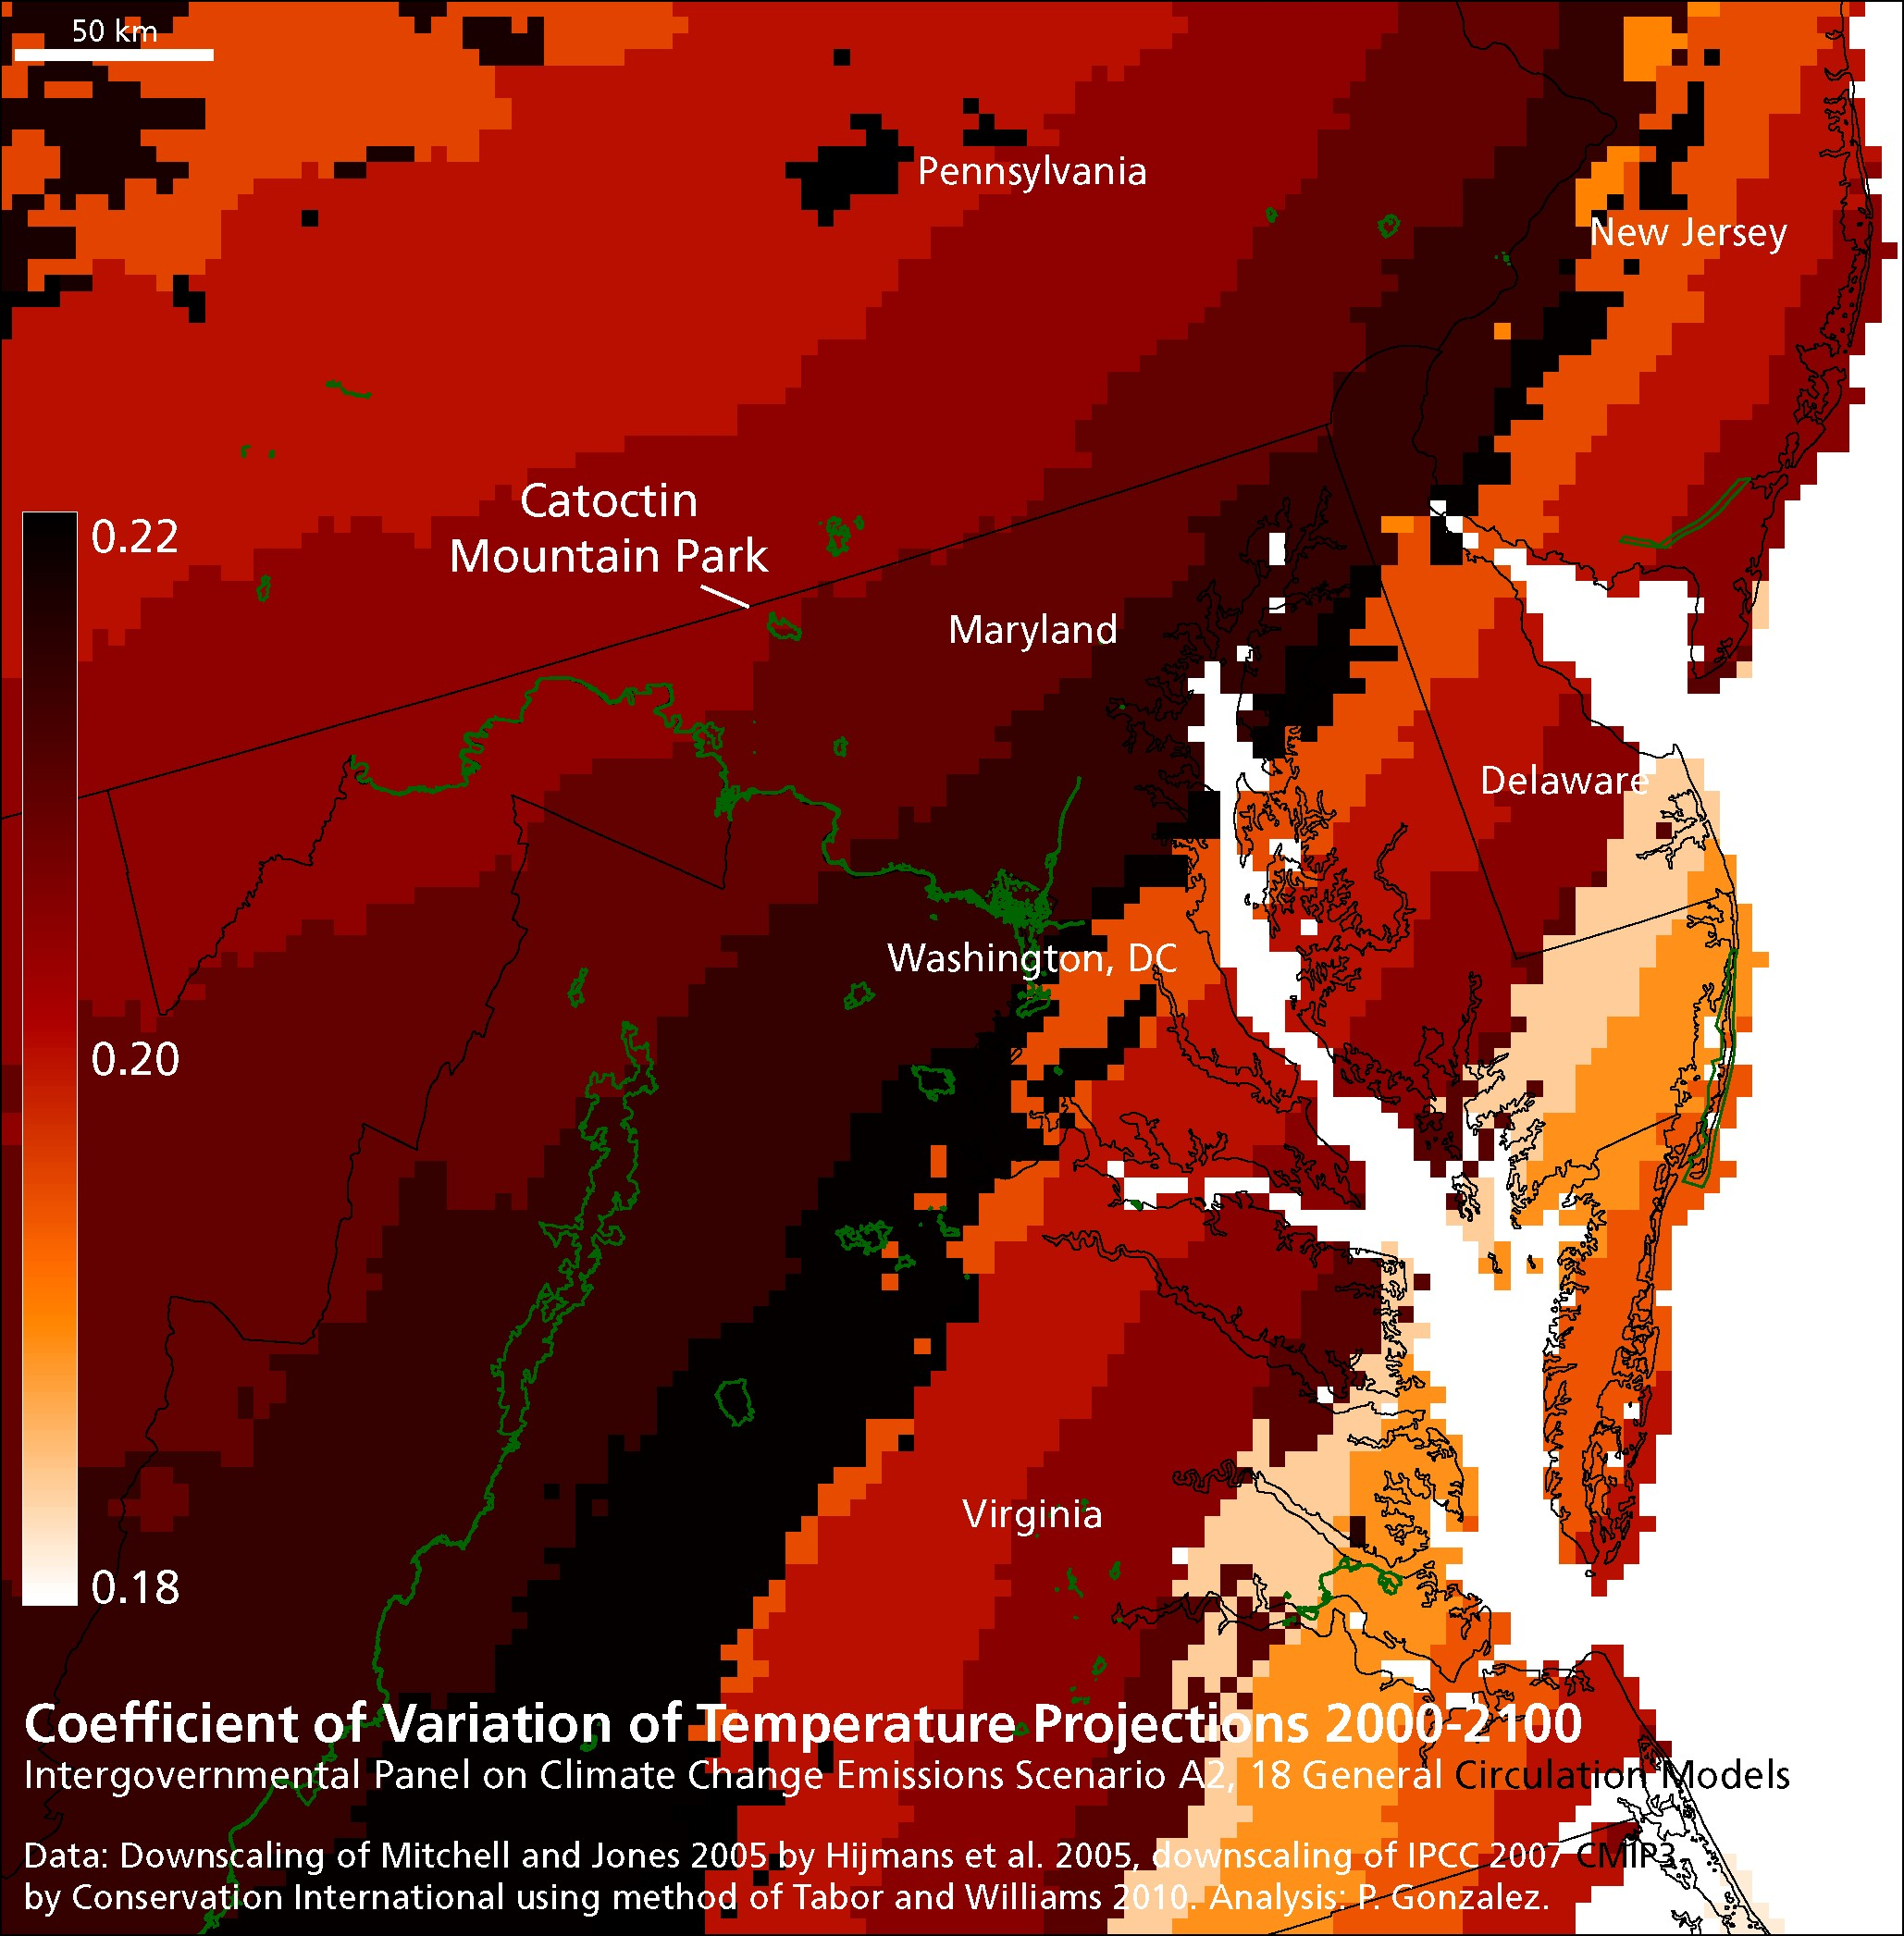 50 km
Pennsylvania
New Jersey
Catoctin
Mountain Park
0.22
Maryland
Delaware
Washington, DC
0.20
Virginia
0.18
Coefficient of Variation of Temperature Projections 2000-2100
Intergovernmental Panel on Climate Change Emissions Scenario A2, 18 General Circulation Models
Data: Downscaling of Mitchell and Jones 2005 by Hijmans et al. 2005, downscaling of IPCC 2007 CMIP3
by Conservation International using method of Tabor and Williams 2010. Analysis: P. Gonzalez.